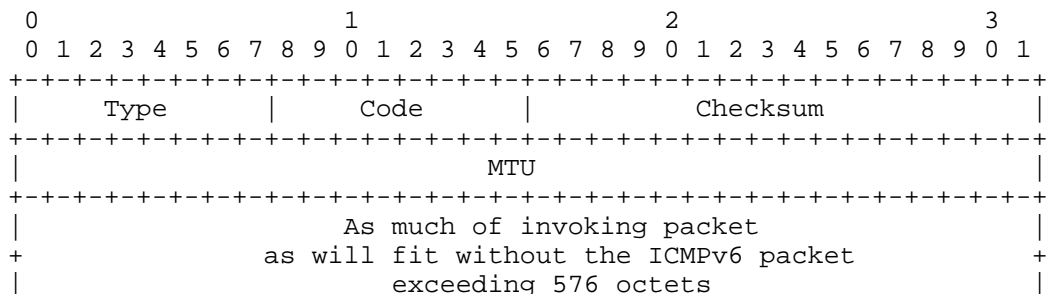 0                   1                   2                   3
 0 1 2 3 4 5 6 7 8 9 0 1 2 3 4 5 6 7 8 9 0 1 2 3 4 5 6 7 8 9 0 1
+-+-+-+-+-+-+-+-+-+-+-+-+-+-+-+-+-+-+-+-+-+-+-+-+-+-+-+-+-+-+-+-+
|     Type      |     Code      |          Checksum             |
+-+-+-+-+-+-+-+-+-+-+-+-+-+-+-+-+-+-+-+-+-+-+-+-+-+-+-+-+-+-+-+-+
|                             MTU                               |
+-+-+-+-+-+-+-+-+-+-+-+-+-+-+-+-+-+-+-+-+-+-+-+-+-+-+-+-+-+-+-+-+
|                    As much of invoking packet                 |
+               as will fit without the ICMPv6 packet           +
|                       exceeding 576 octets                    |